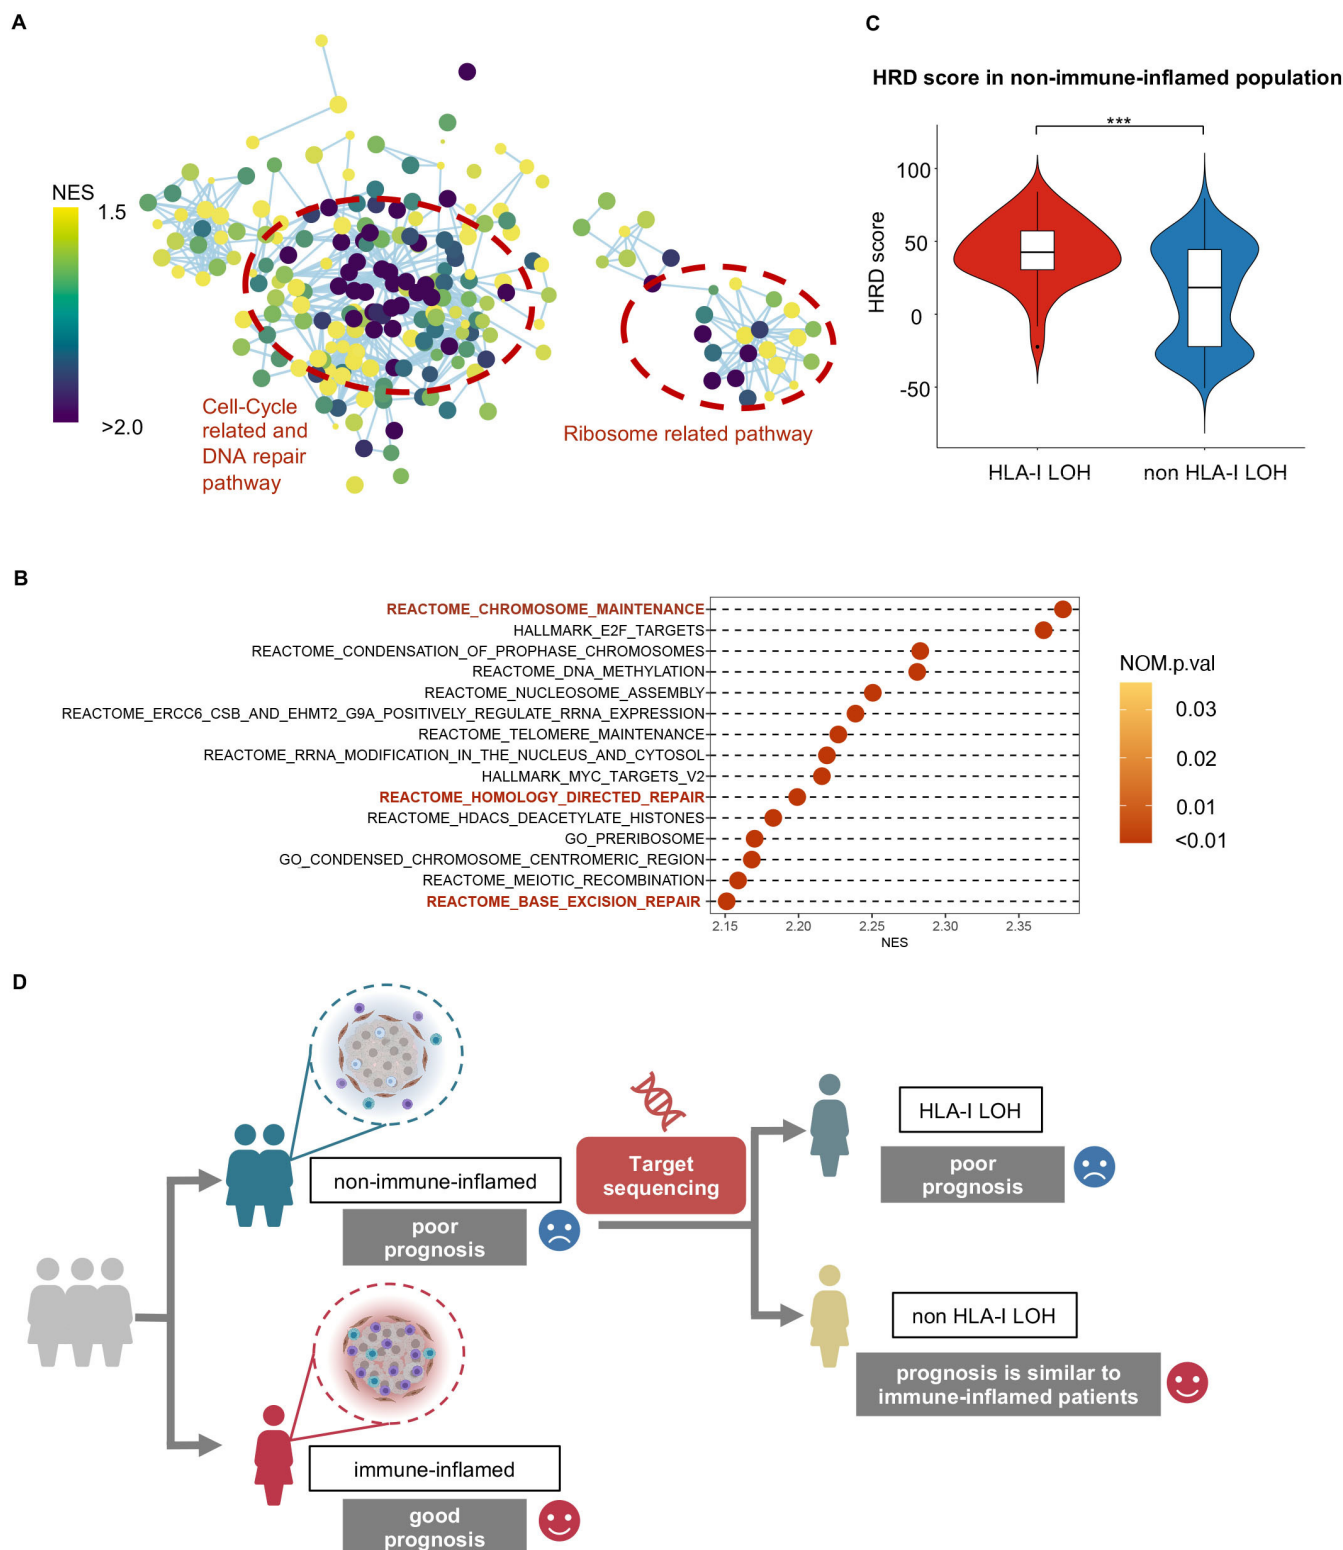 A
NES
1.5
>2.0
Cell-Cycle
related and
DNA repair
pathway
Ribosome related pathway
C
HRD score in non-immune-inflamed population
***
HRD score
100
50
0
-50
HLA-I LOH
non HLA-I LOH
B
REACTOME_CHROMOSOME_MAINTENANCE
HALLMARK_E2F_TARGETS
REACTOME_CONDENSATION_OF_PROPHASE_CHROMOSOMES
REACTOME_DNA_METHYLATION
REACTOME_NUCLEOSOME_ASSEMBLY
REACTOME_ERCC6_CSB_AND_EHMT2_G9A_POSITIVELY_REGULATE_RRNA_EXPRESSION
REACTOME_TELOMERE_MAINTENANCE
REACTOME_RRNA_MODIFICATION_IN_THE_NUCLEUS_AND_CYTOSOL
HALLMARK_MYC_TARGETS_V2
REACTOME_HOMOLOGY_DIRECTED_REPAIR
REACTOME_HDACS_DEACETYLATE_HISTONES
GO_PRERIBOSOME
GO_CONDENSED_CHROMOSOME_CENTROMERIC_REGION
REACTOME_MEIOTIC_RECOMBINATION
REACTOME_BASE_EXCISION_REPAIR
2.15 2.20 2.25 2.30 2.35
NES
NOM.p.val
0.03
0.02
0.01
<0.01
D
non-immune-inflamed
poor
prognosis
immune-inflamed
good
prognosis
Target
sequencing
HLA-I LOH
poor
prognosis
non HLA-I LOH
prognosis is similar to
immune-inflamed patients